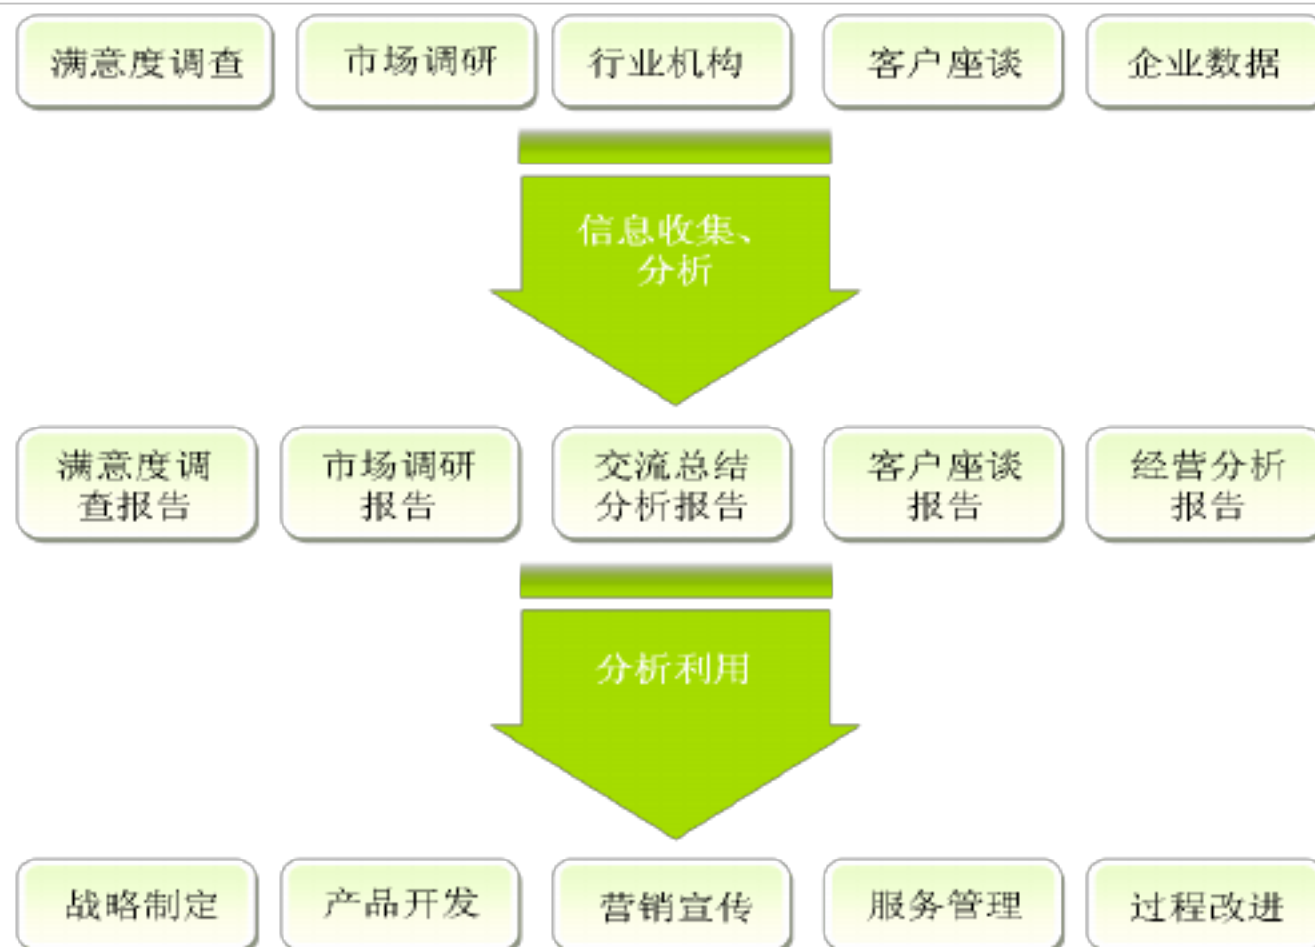 满意度调查
市场调研
行业机构
客户座谈
企业数据
信息收集、
分析
满意度调
查报告
市场调研
报告
交流总结
分析报告
客户座谈
报告
经营分析
报告
分析利用
战略制定
产品开发
营销宣传
服务管理
过程改进